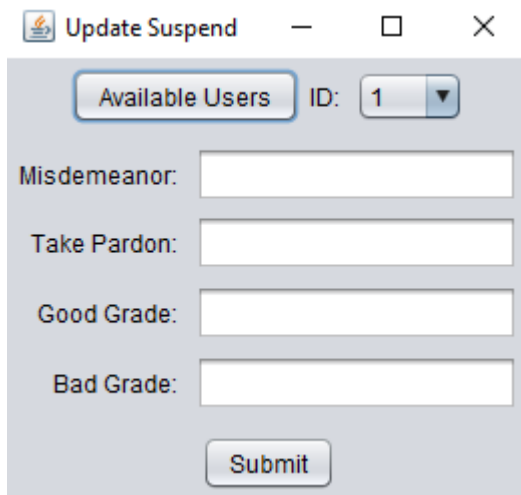 Update Suspend
Available Users ID: 1
Misdemeanor:
Take Pardon:
Good Grade:
Bad Grade:
Submit